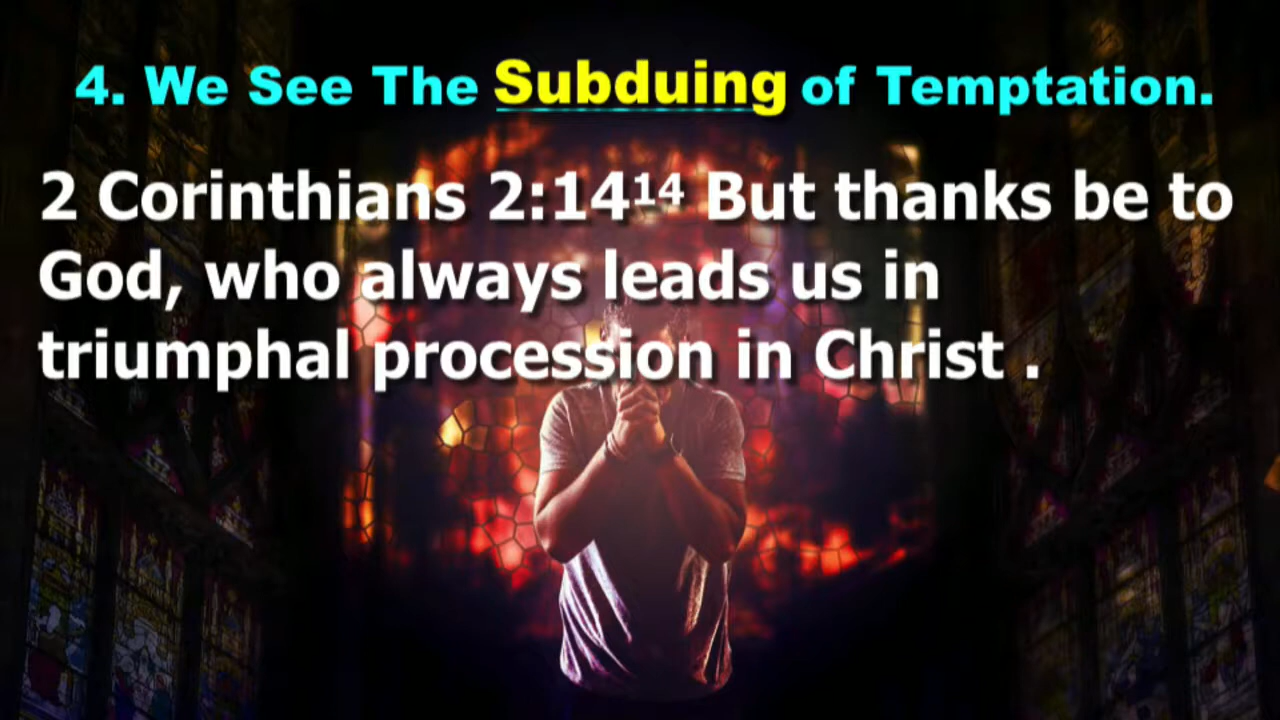 4. We See The Subduing of Temptation.
2 Corinthians 2:14¹⁴ But thanks be to
God, who always leads us in
triumphal procession in Christ .